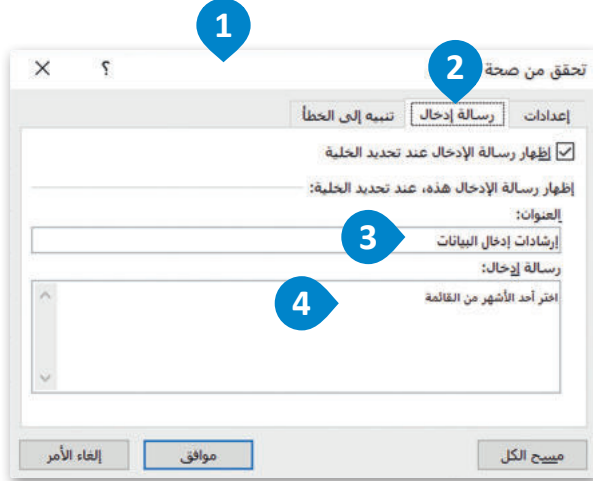 1
تحقق من صحة
2
؟
إعدادات
رسالة إدخال
تنبيه إلى الخطأ
إظهار رسالة الإدخال عند تحديد الخلية
إظهار رسالة الإدخال هذه، عند تحديد الخلية:
العنوان:
إرشادات إدخال البيانات
3
رسالة إدخال:
اختر أحد الأشهر من القائمة
4
مسح الكل
موافق
إلغاء الأمر